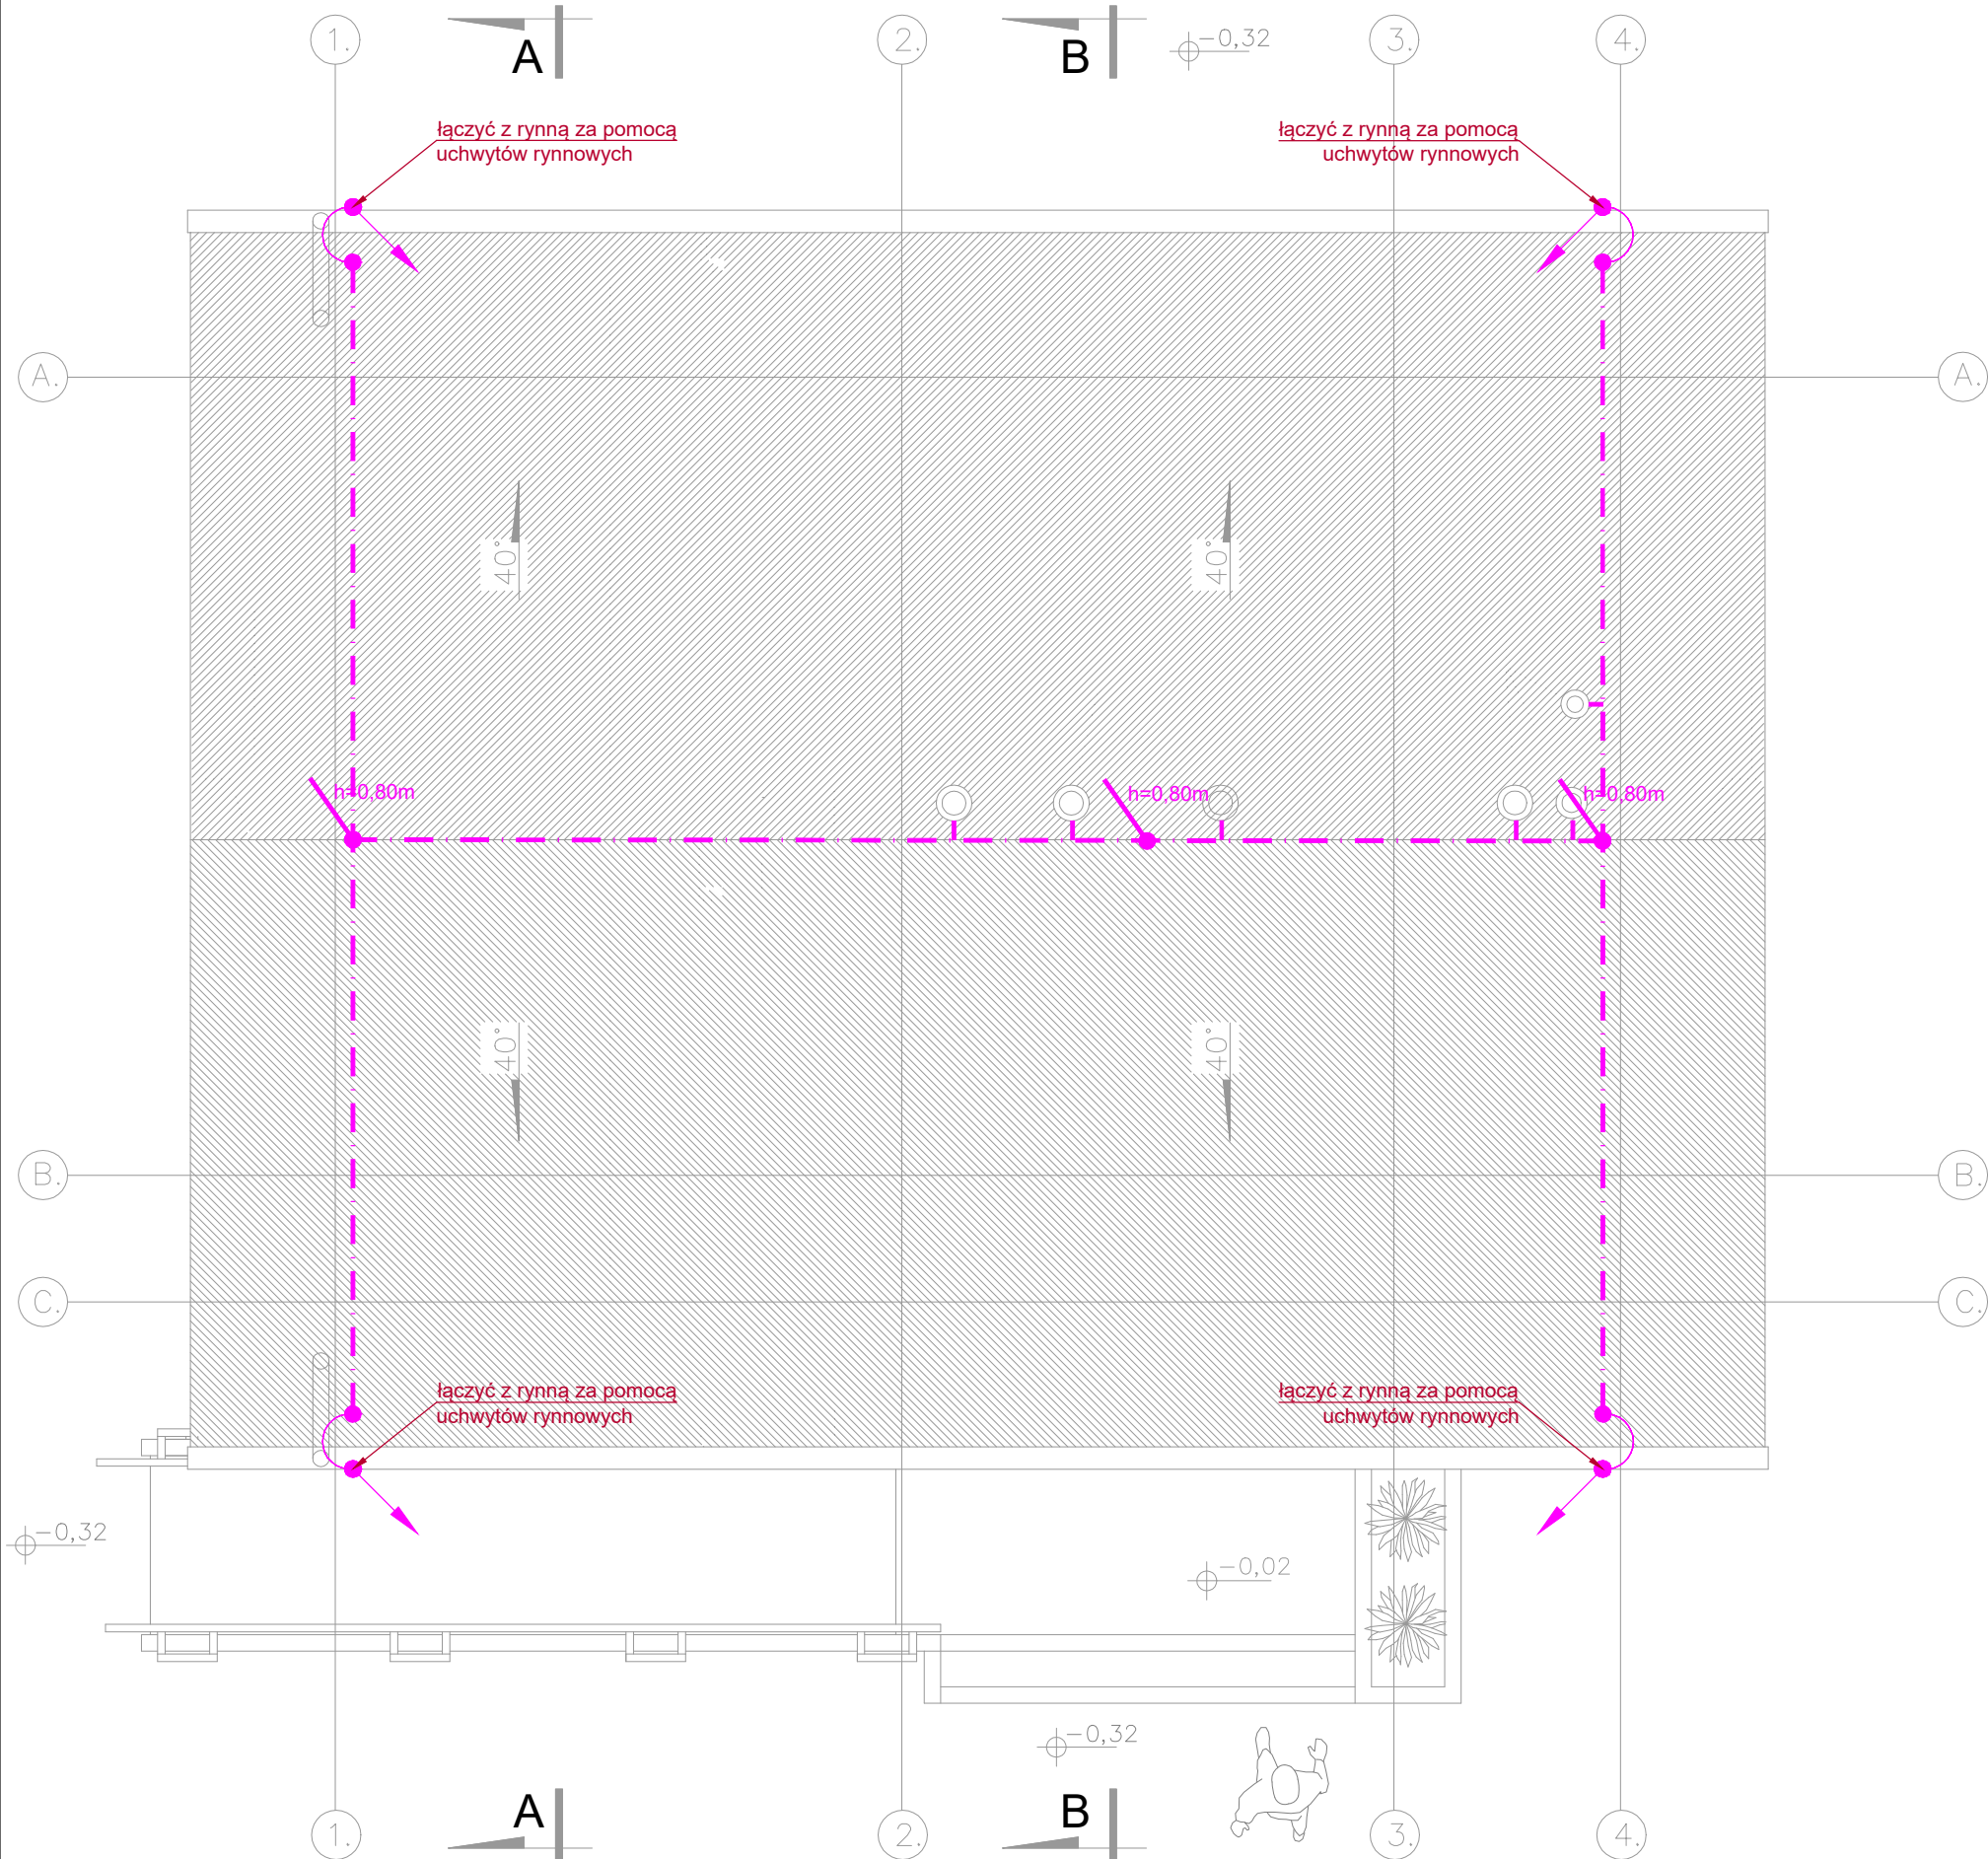 1.
A
2.
B
-0,32
3.
4.
łączyć z rynną za pomocą
uchwytów rynnowych
łączyć z rynną za pomocą
uchwytów rynnowych
A.
A.
40°
40°
h=0,80m
h=0,80m
h=0,80m
40°
40°
B.
B.
C.
C.
łączyć z rynną za pomocą
uchwytów rynnowych
łączyć z rynną za pomocą
uchwytów rynnowych
-0,32
-0,02
-0,32
1.
A
2.
B
3.
4.